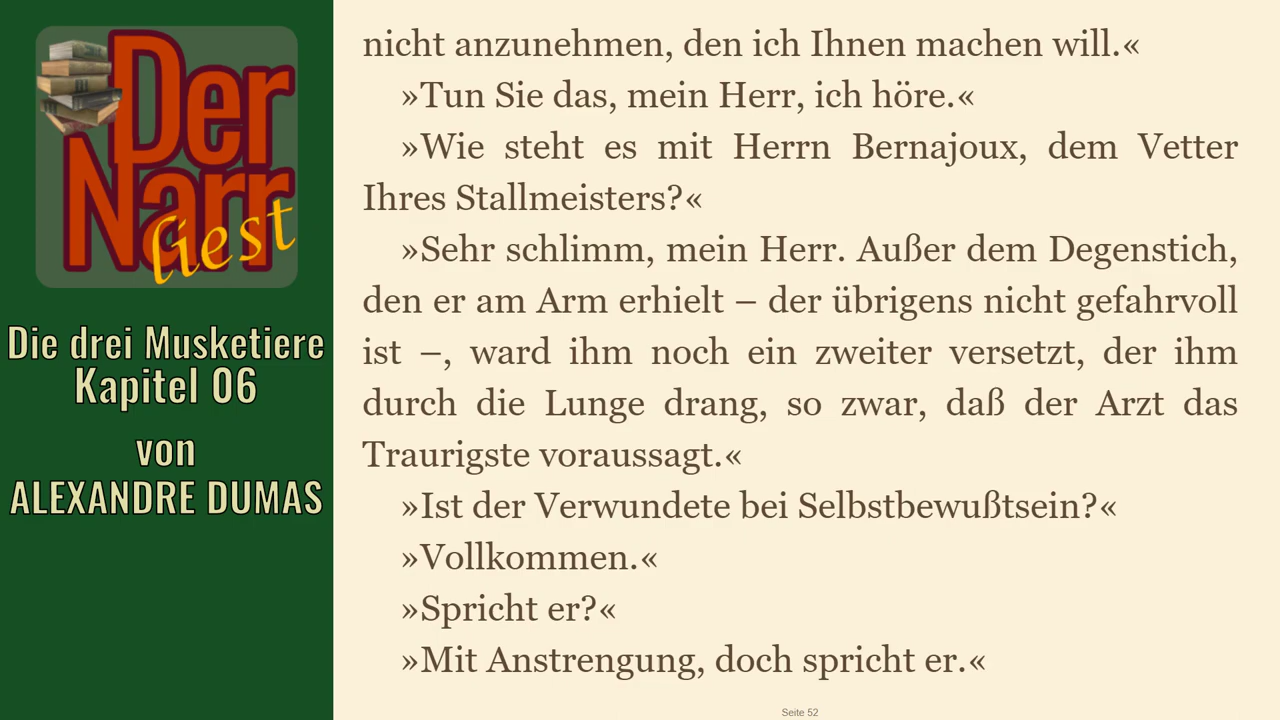 Der
Narr
liest
Die drei Musketiere
Kapitel 06
von
ALEXANDRE DUMAS
nicht anzunehmen, den ich Ihnen machen will.«
»Tun Sie das, mein Herr, ich höre.«
»Wie steht es mit Herrn Bernajoux, dem Vetter
Ihres Stallmeisters?«
»Sehr schlimm, mein Herr. Außer dem Degenstich,
den er am Arm erhielt – der übrigens nicht gefahrvoll
ist –, ward ihm noch ein zweiter versetzt, der ihm
durch die Lunge drang, so zwar, daß der Arzt das
Traurigste voraussagt.«
»Ist der Verwundete bei Selbstbewußtsein?«
»Vollkommen.«
»Spricht er?«
»Mit Anstrengung, doch spricht er.«
Seite 52